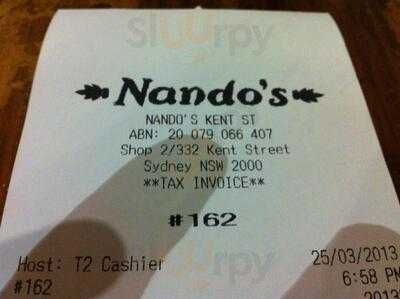 Nando's
NANDO'S KENT ST
ABN: 20 079 066 407
Shop 2/332 Kent Street
Sydney NSW 2000
**TAX INVOICE**
#162
Host: T2 Cashier 25/03/2013
#162 6:58 PM